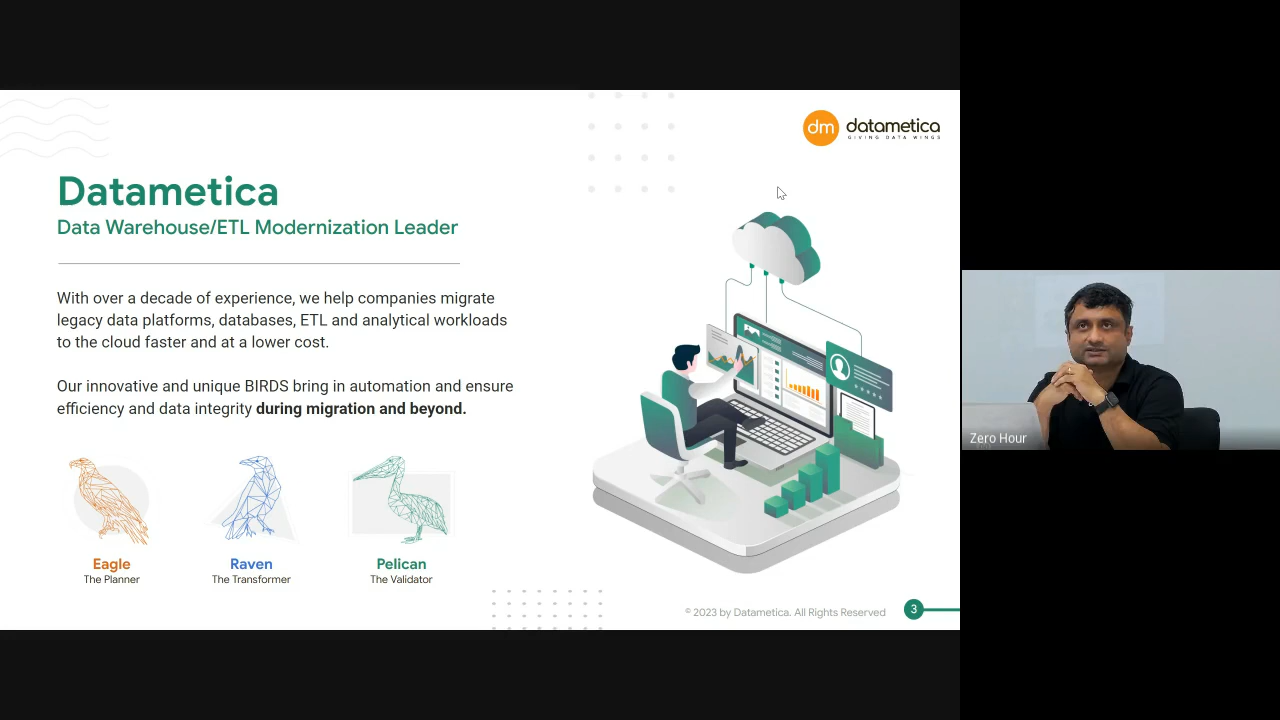 dm datametica
GIVING DATA WINGS
Datametica
Data Warehouse/ETL Modernization Leader
With over a decade of experience, we help companies migrate
legacy data platforms, databases, ETL and analytical workloads
to the cloud faster and at a lower cost.
Our innovative and unique BIRDS bring in automation and ensure
efficiency and data integrity during migration and beyond.
Eagle
The Planner
Raven
The Transformer
Pelican
The Validator
© 2023 by Datametica. All Rights Reserved
3
Zero Hour